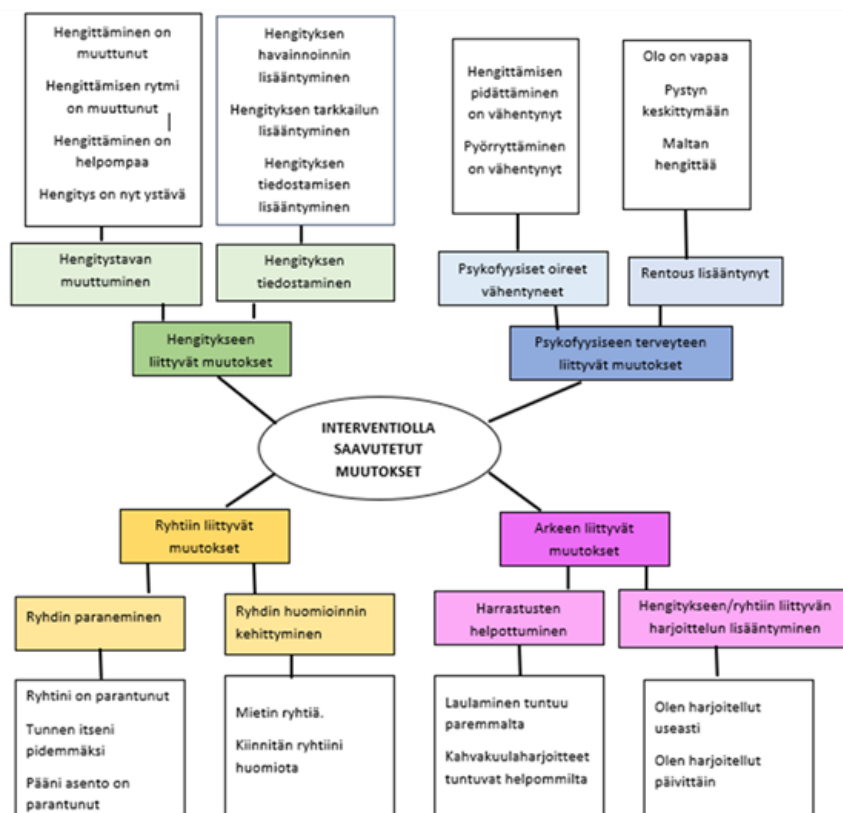 Hengittäminen on
muuttunut
Hengittämisen rytmi
on muuttunut
Hengittäminen on
helpompaa
Hengitys on nyt ystävä
Hengityksen
havainnoinnin
lisääntyminen
Hengityksen tarkkailun
lisääntyminen
Hengityksen
tiedostamisen
lisääntyminen
Hengittämisen
pidättäminen
on vähentynyt
Pyörryttäminen
on vähentynyt
Olo on vapaa
Pystyn
keskittymään
Maltan
hengittää
Hengitystavan
muuttuminen
Hengityksen
tiedostaminen
Psykofyysiset oireet
vähentyneet
Rentous lisääntynyt
Hengitykseen
liittyvät muutokset
Psykofyysiseen terveyteen
liittyvät muutokset
INTERVENTIOLLA
SAAVUTETUT
MUUTOKSET
Ryhtiin liittyvät
muutokset
Arkeen liittyvät
muutokset
Ryhdin paraneminen
Ryhdin huomioinnin
kehittyminen
Harrastusten
helpottuminen
Hengitykseen/ryhtiin liittyvän
harjoittelun lisääntyminen
Ryhtini on parantunut
Tunnen itseni
pidemmäksi
Pääni asento on
parantunut
Mietin ryhtiä.
Kiinnitän ryhtiini
huomiota
Laulaminen tuntuu
paremmalta
Kahvakuulaharjoitteet
tuntuvat helpommilta
Olen harjoitellut
useasti
Olen harjoitellut
päivittäin